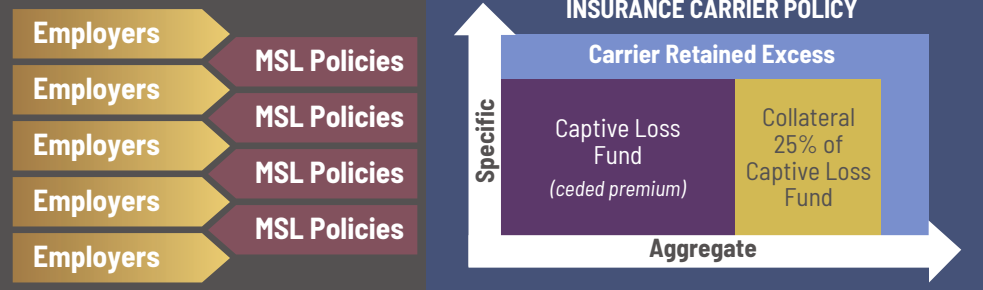 Employers
Employers
Employers
Employers
Employers
MSL Policies
MSL Policies
MSL Policies
MSL Policies
INSURANCE CARRIER POLICY
Carrier Retained Excess
Specific
Captive Loss
Fund
(ceded premium)
Collateral
25% of
Captive Loss
Fund
Aggregate